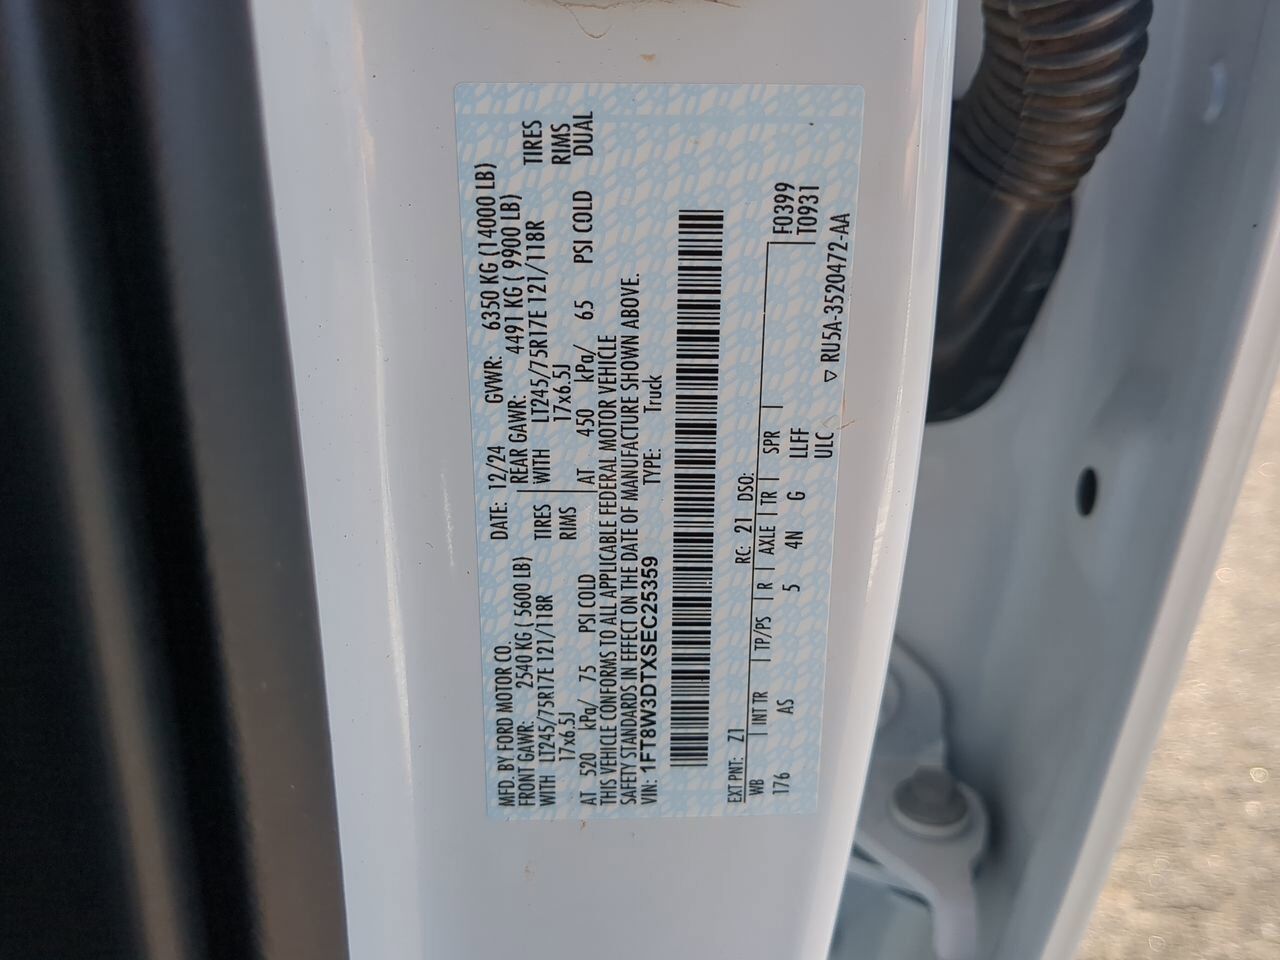 MFD. BY FORD MOTOR CO.
DATE: 12/24 GVWR: 6350 KG (14000 LB)
FRONT GAWR: 2540 KG ( 5600 LB) REAR GAWR: 4491 KG ( 9900 LB)
WITH LT245/75R17E 121/118R TIRES WITH LT245/75R17E 121/118R TIRES
17x6.5J RIMS 17x6.5J RIMS
AT 520 kPa/ 75 PSI COLD AT 450 kPa/ 65 PSI COLD DUAL
THIS VEHICLE CONFORMS TO ALL APPLICABLE FEDERAL MOTOR VEHICLE
SAFETY STANDARDS IN EFFECT ON THE DATE OF MANUFACTURE SHOWN ABOVE.
VIN: 1FT8W3DTXSEC25359 TYPE: Truck
EXT PNT: Z1 RC: 21 DSO: F0399
WB INT TR TP/PS R AXLE TR SPR T0931
176 AS 5 4N G LLFF
ULC ▽ RU5A-3520472-AA